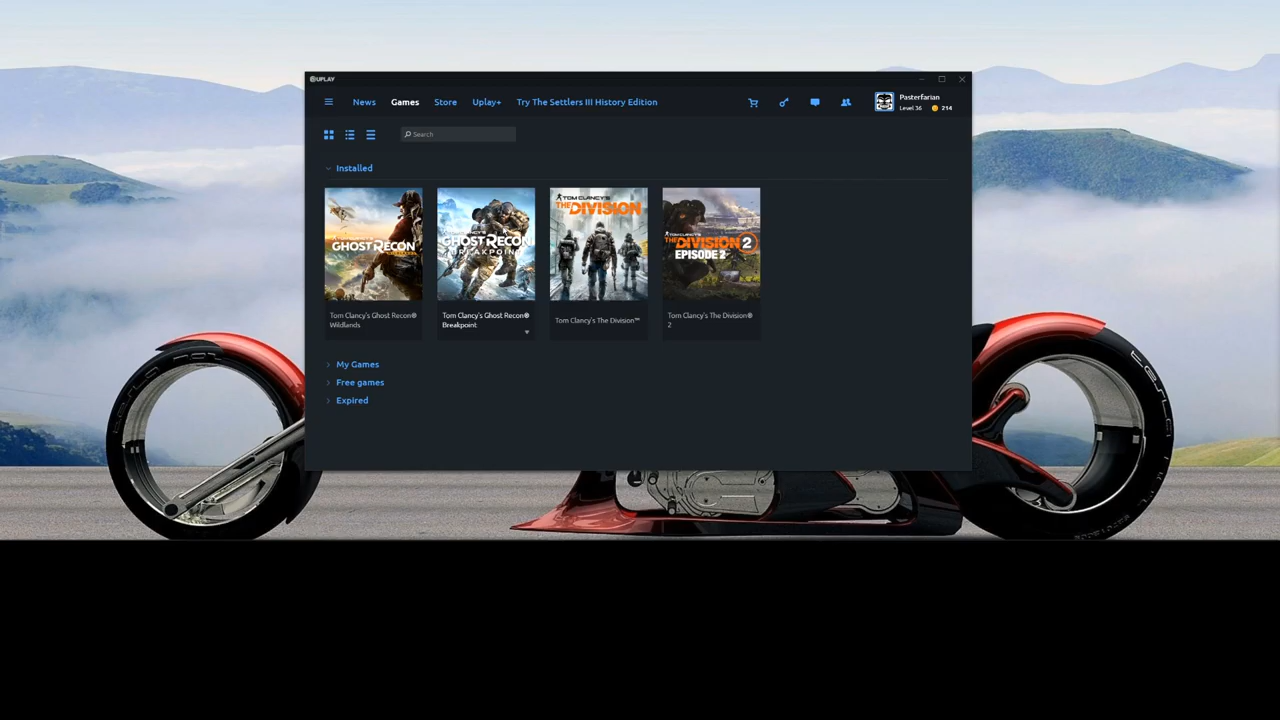 UPLAY
News
Games
Store
Uplay+
Try The Settlers III History Edition
Pasterfarian
Level 36
214
Search
Installed
GHOST RECON
GHOST RECON
BREAKPOINT
TOM CLANCY'S
THE DIVISION
TOM CLANCY'S
THE DIVISION 2
EPISODE 2
Tom Clancy's Ghost Recon®
Wildlands
Tom Clancy's Ghost Recon®
Breakpoint
Tom Clancy's The Division™
Tom Clancy's The Division®
2
My Games
Free games
Expired